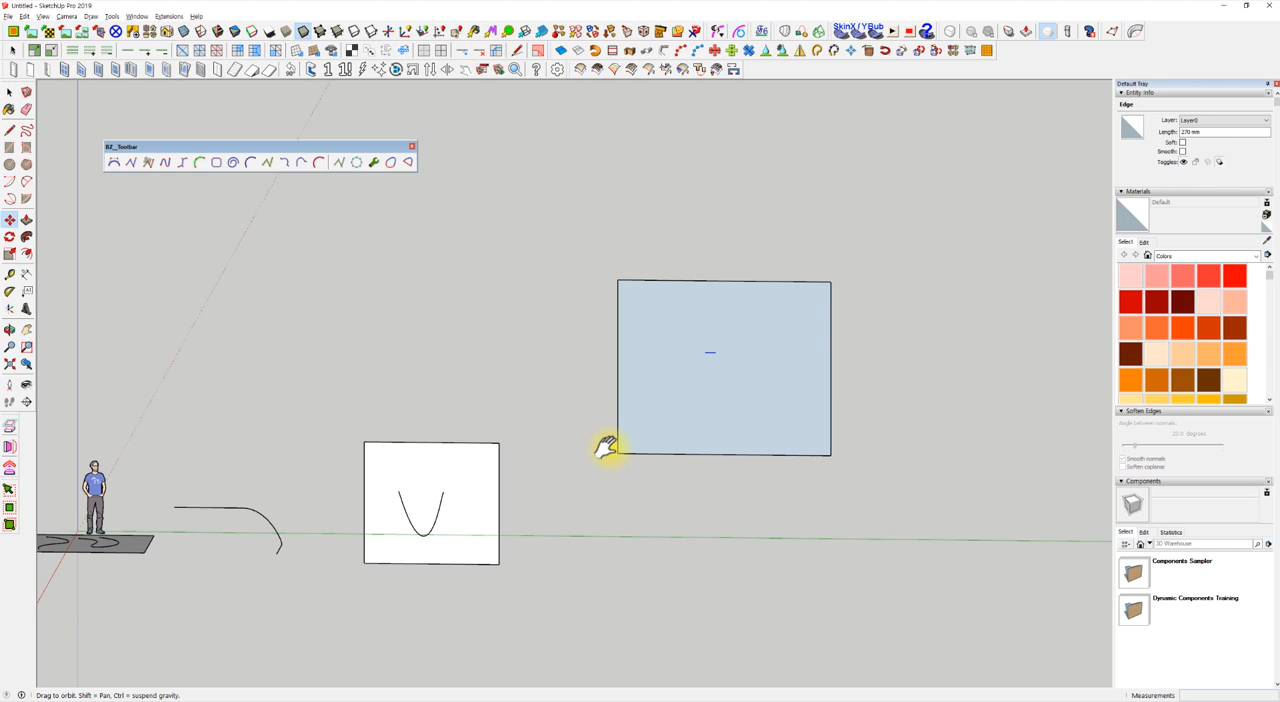 Untitled - SketchUp Pro 2019
File Edit View Camera Draw Tools Window Extensions Help
SkinX/YBub
BZ__Toolbar
Default Tray
Entity Info
Edge
Layer: Layer0
Length: 270 mm
Soft:
Smooth:
Toggles:
Materials
Default
Select Edit
Colors
Soften Edges
Angle between normals:
20.0 degrees
Smooth normals
Soften coplanar
Components
Select Edit Statistics
3D Warehouse
Components Sampler
Dynamic Components Training
Drag to orbit. Shift = Pan, Ctrl = suspend gravity.
Measurements